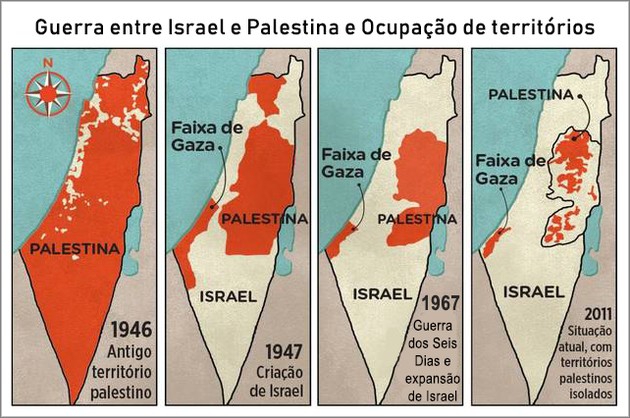 Guerra entre Israel e Palestina e Ocupação de territórios
N
PALESTINA
1946
Antigo
território
palestino
Faixa de
Gaza
PALESTINA
ISRAEL
1947
Criação
de Israel
Faixa de
Gaza
PALESTINA
ISRAEL
1967
Guerra
dos Seis
Dias e
expansão
de Israel
PALESTINA
Faixa de
Gaza
ISRAEL
2011
Situação
atual, com
territórios
palestinos
isolados